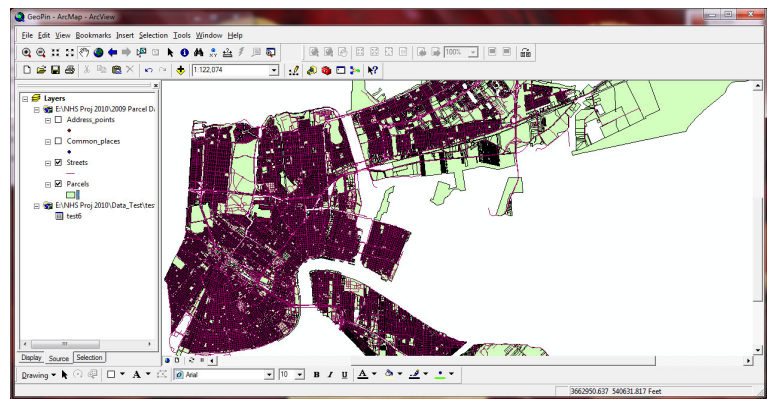 GeoPin - ArcMap - ArcView
File Edit View Bookmarks Insert Selection Tools Window Help
100%
1:122,074
Layers
E:\NHS Proj 2010\2009 Parcel Da
Address_points
Common_places
Streets
Parcels
E:\NHS Proj 2010\Data_Test\tes
test6
Display Source Selection
Drawing A Arial 10 B I U A
3662950.637 540631.817 Feet